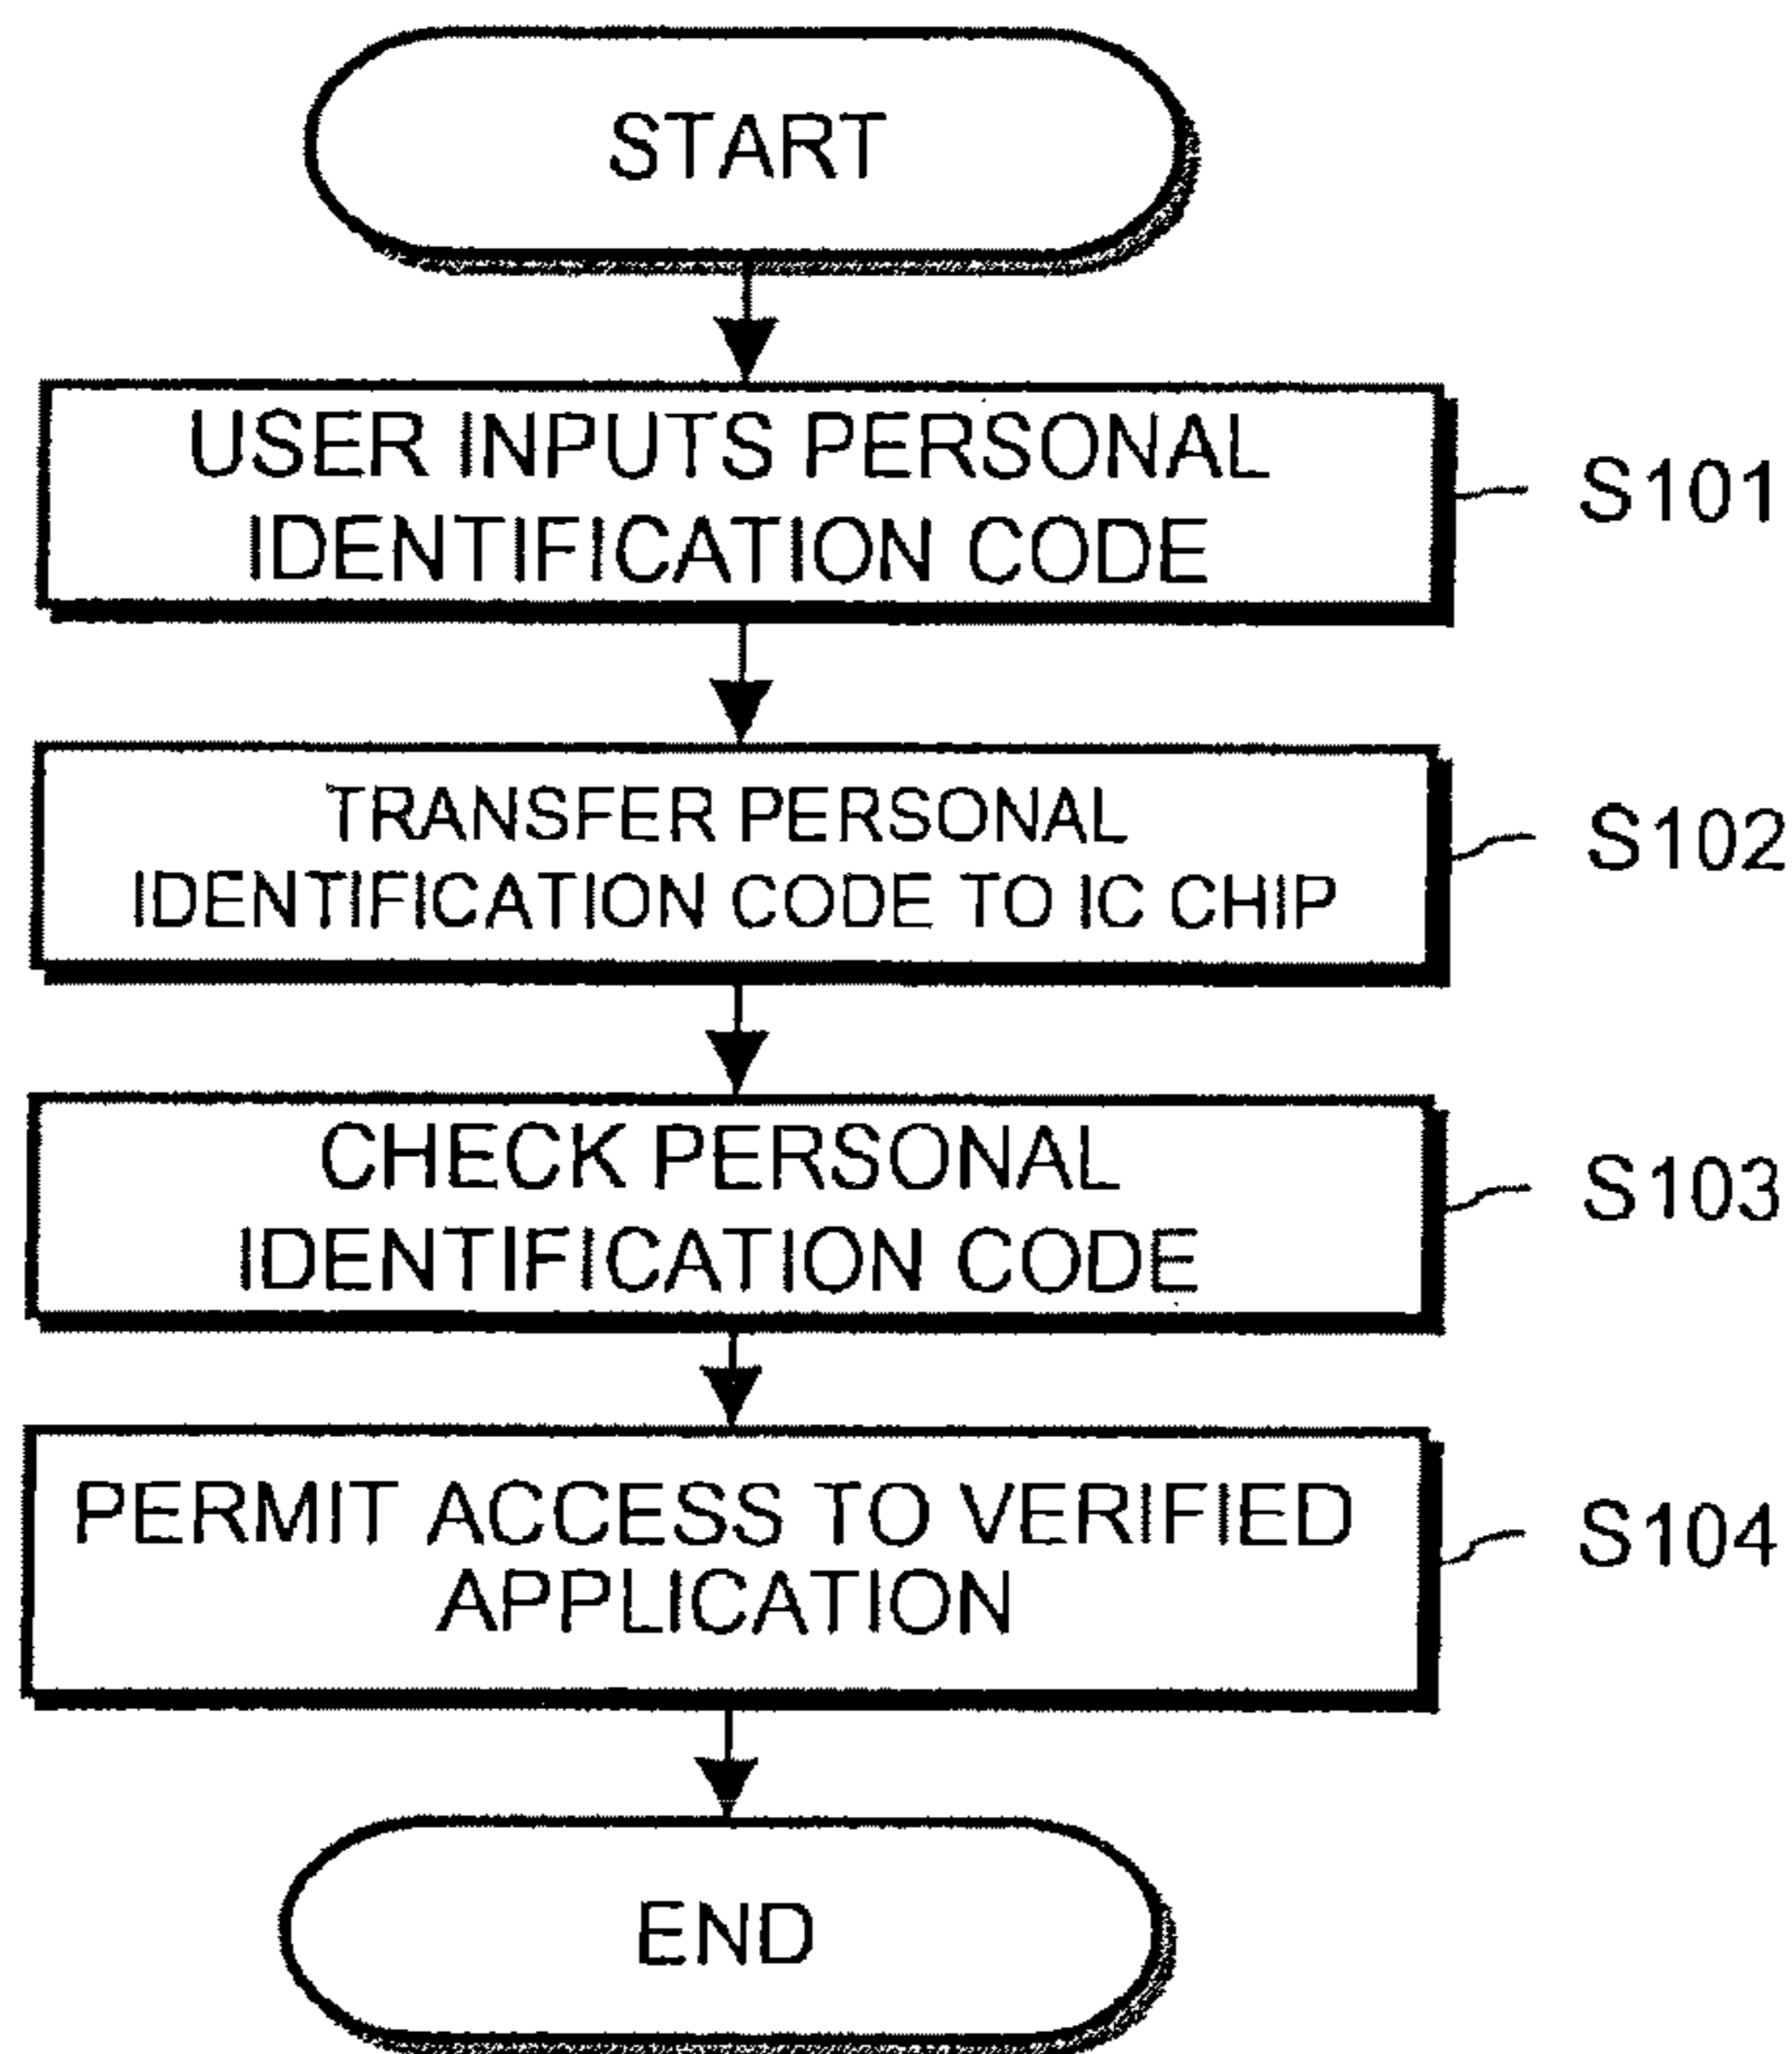 START
USER INPUTS PERSONAL
IDENTIFICATION CODE
S101
TRANSFER PERSONAL
IDENTIFICATION CODE TO IC CHIP
S102
CHECK PERSONAL
IDENTIFICATION CODE
S103
PERMIT ACCESS TO VERIFIED
APPLICATION
S104
END